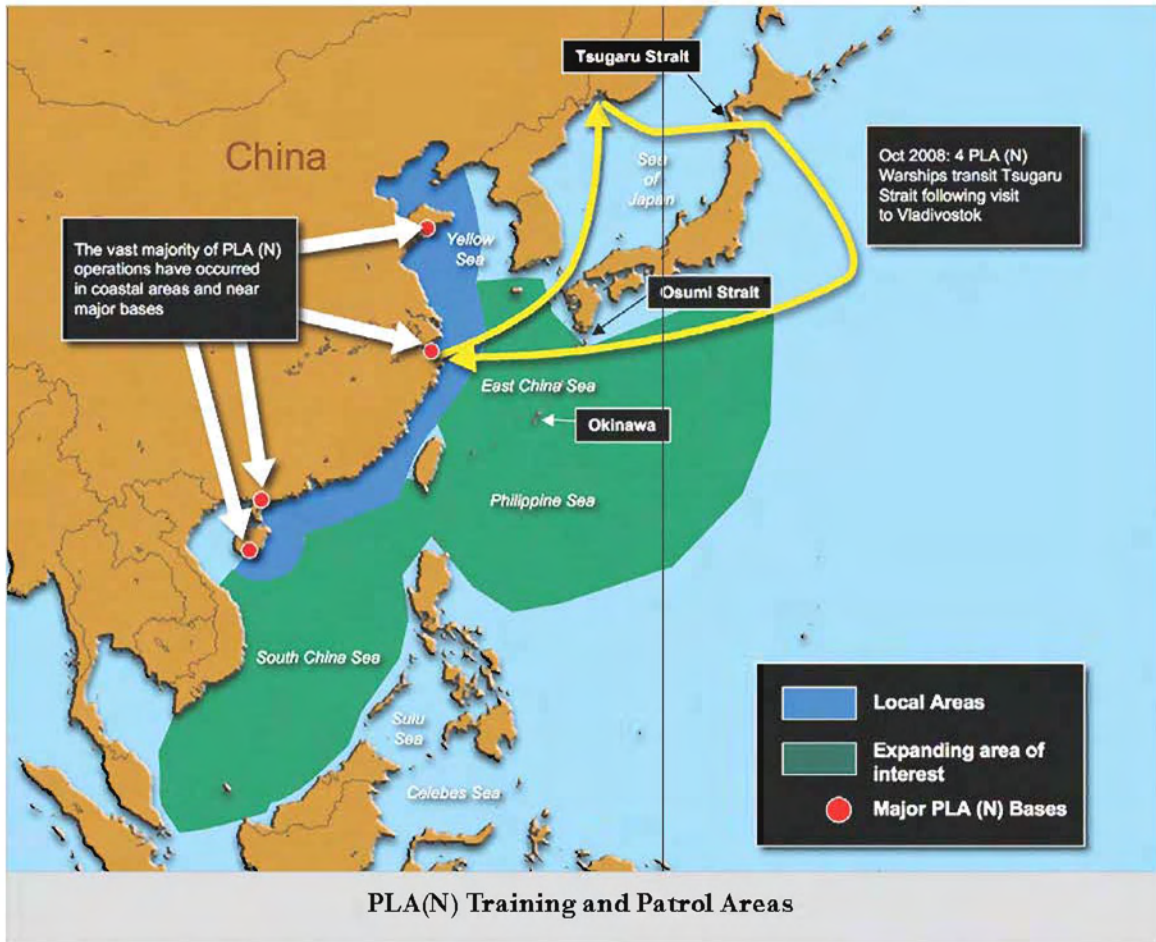 Tsugaru Strait
China
Oct 2008: 4 PLA (N)
Warships transit Tsugaru
Strait following visit
to Vladivostok
Sea
of
Japan
The vast majority of PLA (N)
operations have occurred
in coastal areas and near
major bases
Yellow
Sea
Osumi Strait
East China Sea
Okinawa
Philippine Sea
South China Sea
Sulu
Sea
Celebes Sea
Local Areas
Expanding area of
interest
Major PLA (N) Bases
PLA(N) Training and Patrol Areas